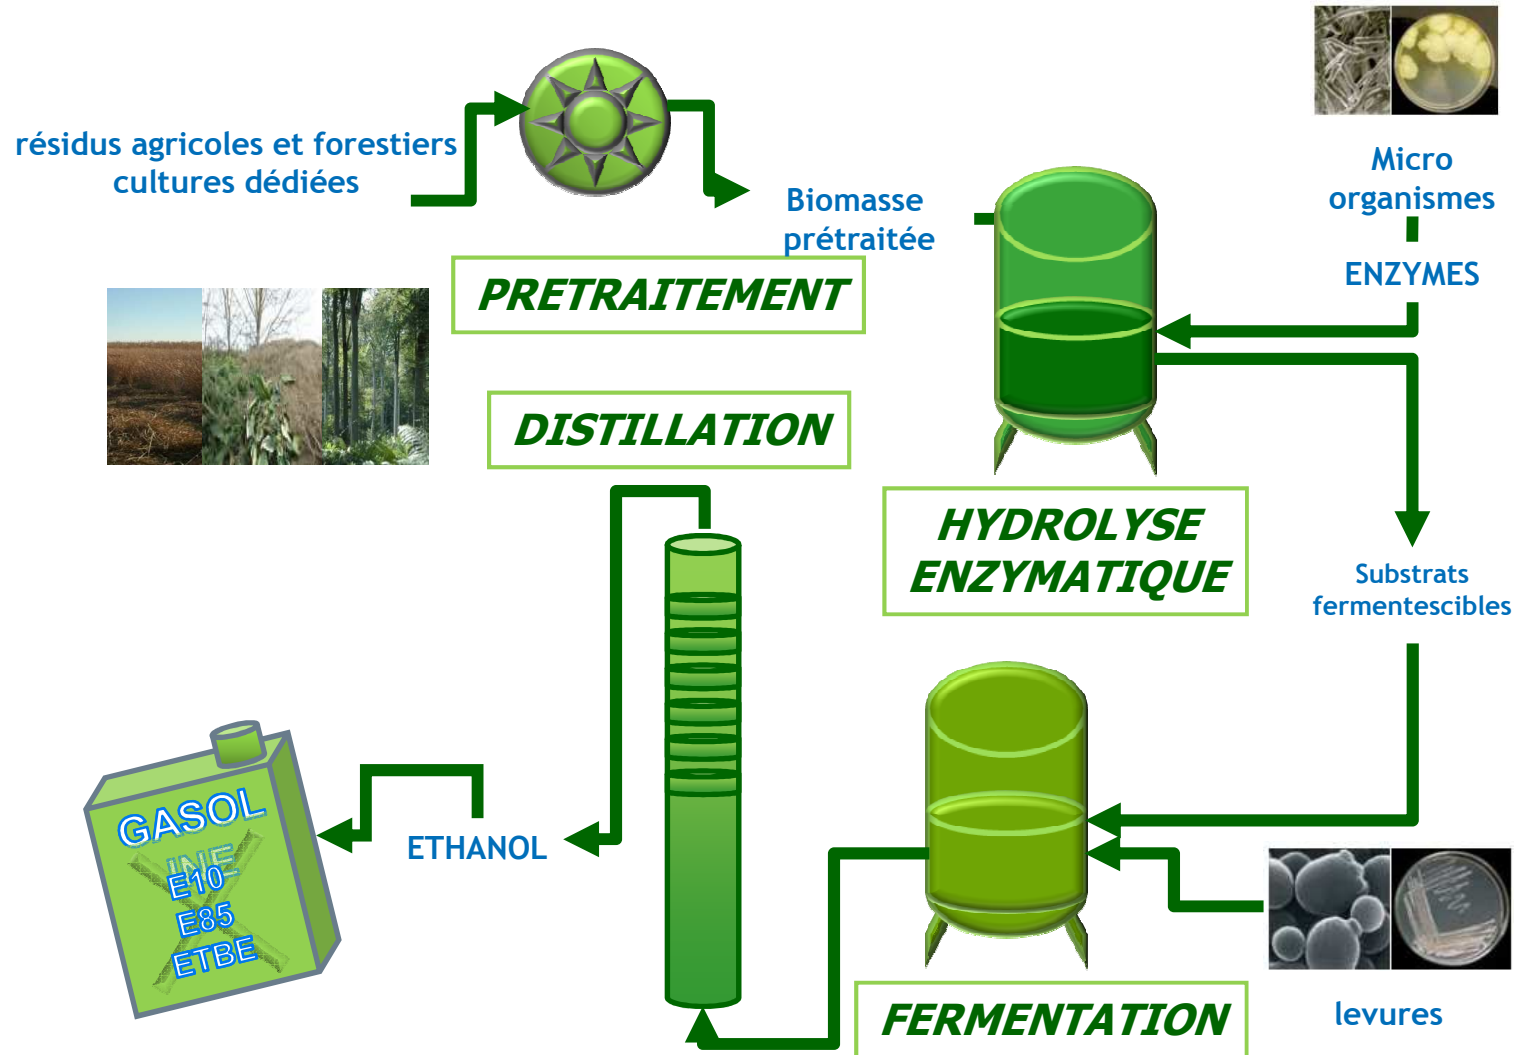 résidus agricoles et forestiers
cultures dédiées
Biomasse
prétraitée
Micro
organismes
ENZYMES
PRETRAITEMENT
DISTILLATION
HYDROLYSE
ENZYMATIQUE
Substrats
fermentescibles
GASOL
INE
E10
E85
ETBE
ETHANOL
FERMENTATION
levures